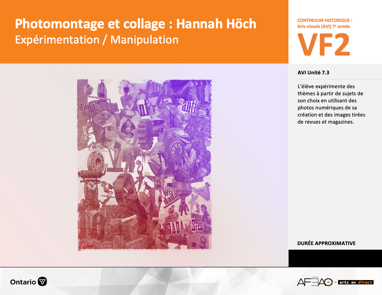 Photomontage et collage : Hannah Höch
Expérimentation / Manipulation
CONTINUUM HISTORIQUE :
Arts visuels (AVI) 7e année
VF2
AVI Unité 7.3
L'élève expérimente des
thèmes à partir de sujets de
son choix en utilisant des
photos numériques de sa
création et des images tirées
de revues et magazines.
DURÉE APPROXIMATIVE
Ontario
AFEAO
arts en direct